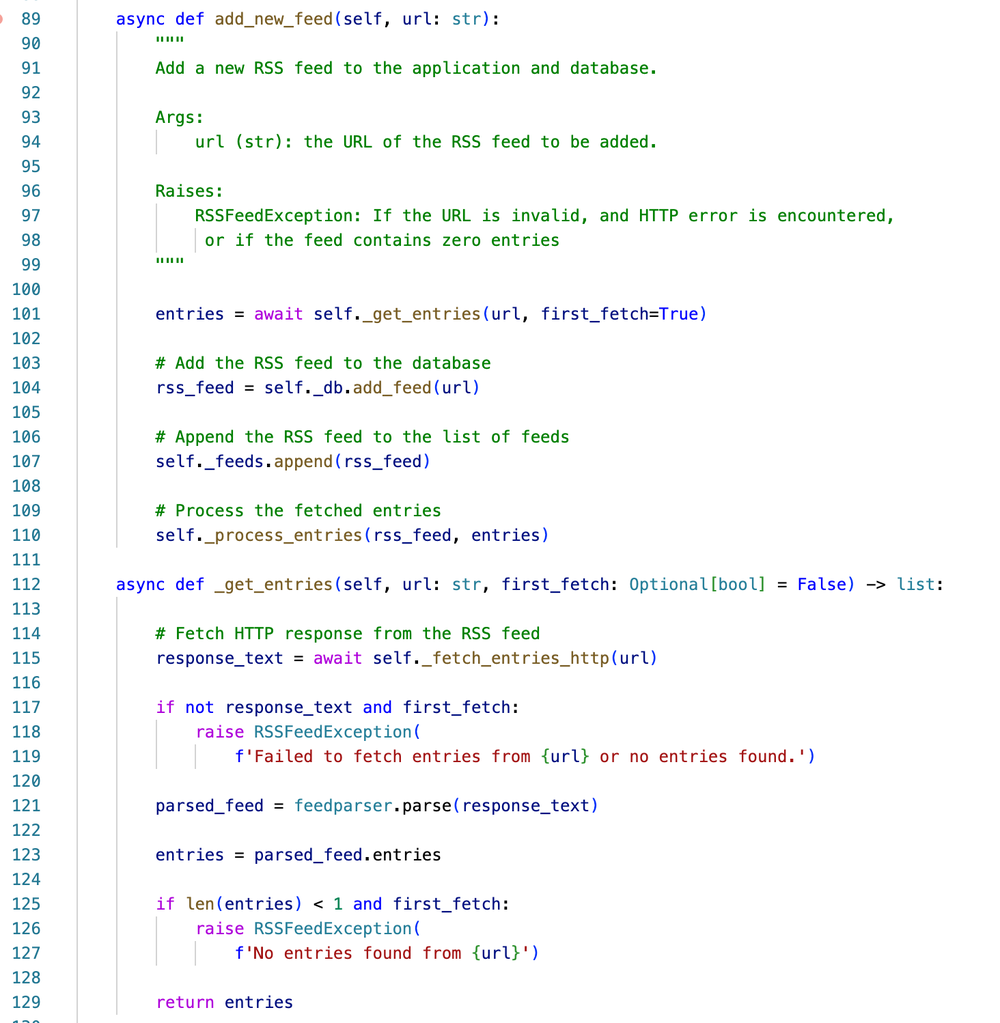 89 async def add_new_feed(self, url: str):
90 """
91 Add a new RSS feed to the application and database.
92
93 Args:
94 url (str): the URL of the RSS feed to be added.
95
96 Raises:
97 RSSFeedException: If the URL is invalid, and HTTP error is encountered,
98 or if the feed contains zero entries
99 """
100
101 entries = await self._get_entries(url, first_fetch=True)
102
103 # Add the RSS feed to the database
104 rss_feed = self._db.add_feed(url)
105
106 # Append the RSS feed to the list of feeds
107 self._feeds.append(rss_feed)
108
109 # Process the fetched entries
110 self._process_entries(rss_feed, entries)
111
112 async def _get_entries(self, url: str, first_fetch: Optional[bool] = False) -> list:
113
114 # Fetch HTTP response from the RSS feed
115 response_text = await self._fetch_entries_http(url)
116
117 if not response_text and first_fetch:
118 raise RSSFeedException(
119 f'Failed to fetch entries from {url} or no entries found.')
120
121 parsed_feed = feedparser.parse(response_text)
122
123 entries = parsed_feed.entries
124
125 if len(entries) < 1 and first_fetch:
126 raise RSSFeedException(
127 f'No entries found from {url}')
128
129 return entries